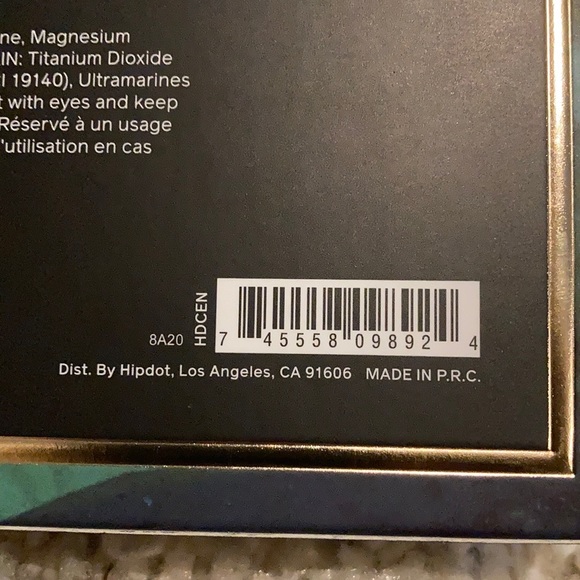 ne, Magnesium
IN: Titanium Dioxide
I 19140), Ultramarines
t with eyes and keep
Réservé à un usage
'utilisation en cas
8A20
HDCEN
7 45558 09892 4
Dist. By Hipdot, Los Angeles, CA 91606 MADE IN P.R.C.